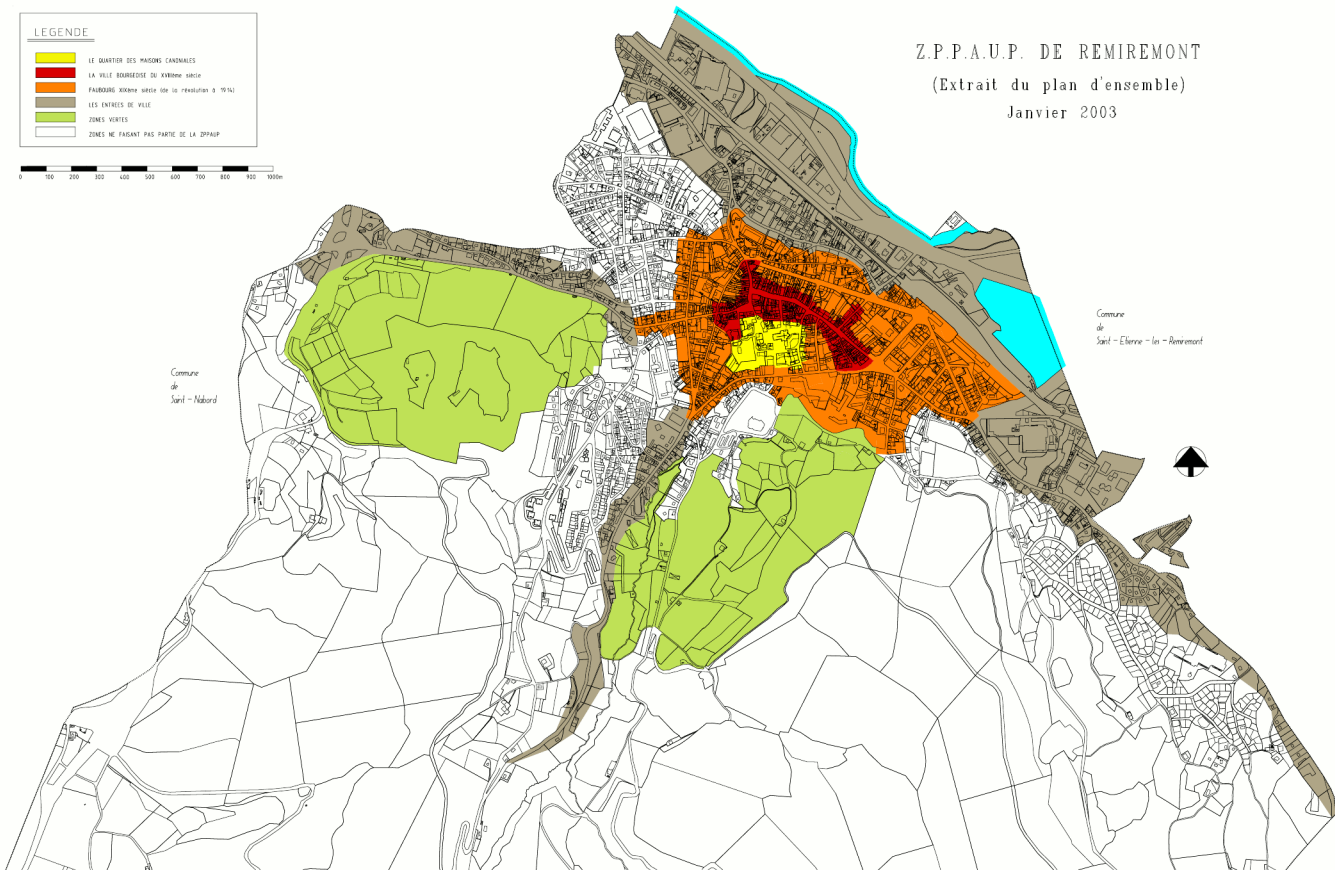 LEGENDE
LE QUARTIER DES MAISONS CANONIALES
LA VILLE BOURGEOISE DU XVIIIème siècle
FAUBOURG XIXème siècle (de la révolution à 1914)
LES ENTREES DE VILLE
ZONES VERTES
ZONES NE FAISANT PAS PARTIE DE LA ZPPAUP
0 100 200 300 400 500 600 700 800 900 1000m
Z.P.P.A.U.P. DE REMIREMONT
(Extrait du plan d'ensemble)
Janvier 2003
Commune
de
Saint - Etienne - les - Remiremont
Commune
de
Saint - Nabord